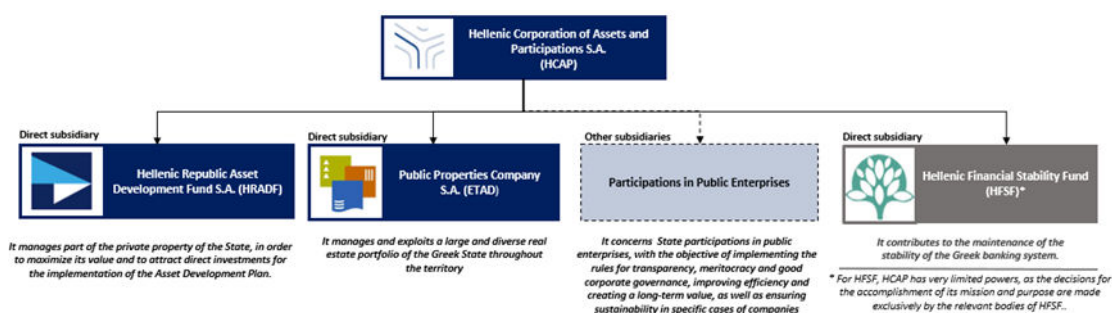 Hellenic Corporation of Assets and
Participations S.A.
(HCAP)
Direct subsidiary
Hellenic Republic Asset
Development Fund S.A. (HRADF)
It manages part of the private property of the State, in order
to maximize its value and to attract direct investments for
the implementation of the Asset Development Plan.
Direct subsidiary
Public Properties Company
S.A. (ETAD)
It manages and exploits a large and diverse real
estate portfolio of the Greek State throughout
the territory
Other subsidiaries
Participations in Public Enterprises
It concerns State participations in public
enterprises, with the objective of implementing the
rules for transparency, meritocracy and good
corporate governance, improving efficiency and
creating a long-term value, as well as ensuring
sustainability in specific cases of companies
Direct subsidiary
Hellenic Financial Stability Fund
(HFSF)*
It contributes to the maintenance of the
stability of the Greek banking system.
* For HFSF, HCAP has very limited powers, as the decisions for
the accomplishment of its mission and purpose are made
exclusively by the relevant bodies of HFSF..